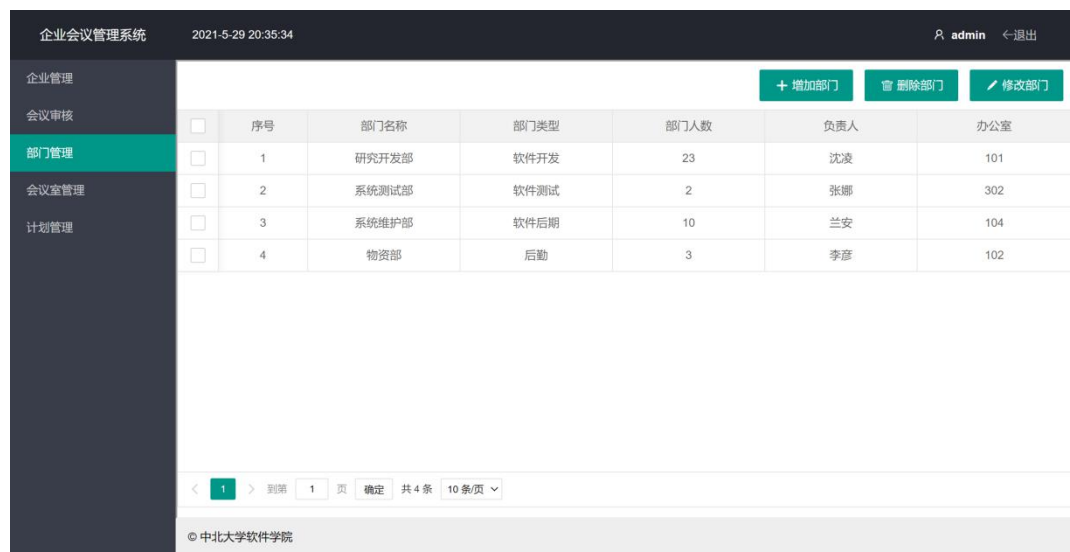 企业会议管理系统 2021-5-29 20:35:34 admin 退出
企业管理
会议审核
部门管理
会议室管理
计划管理
增加部门 删除部门 修改部门
序号 部门名称 部门类型 部门人数 负责人 办公室
1 研究开发部 软件开发 23 沈凌 101
2 系统测试部 软件测试 2 张娜 302
3 系统维护部 软件后期 10 兰安 104
4 物资部 后勤 3 李彦 102
1 到第 1 页 确定 共 4 条 10 条/页
© 中北大学软件学院